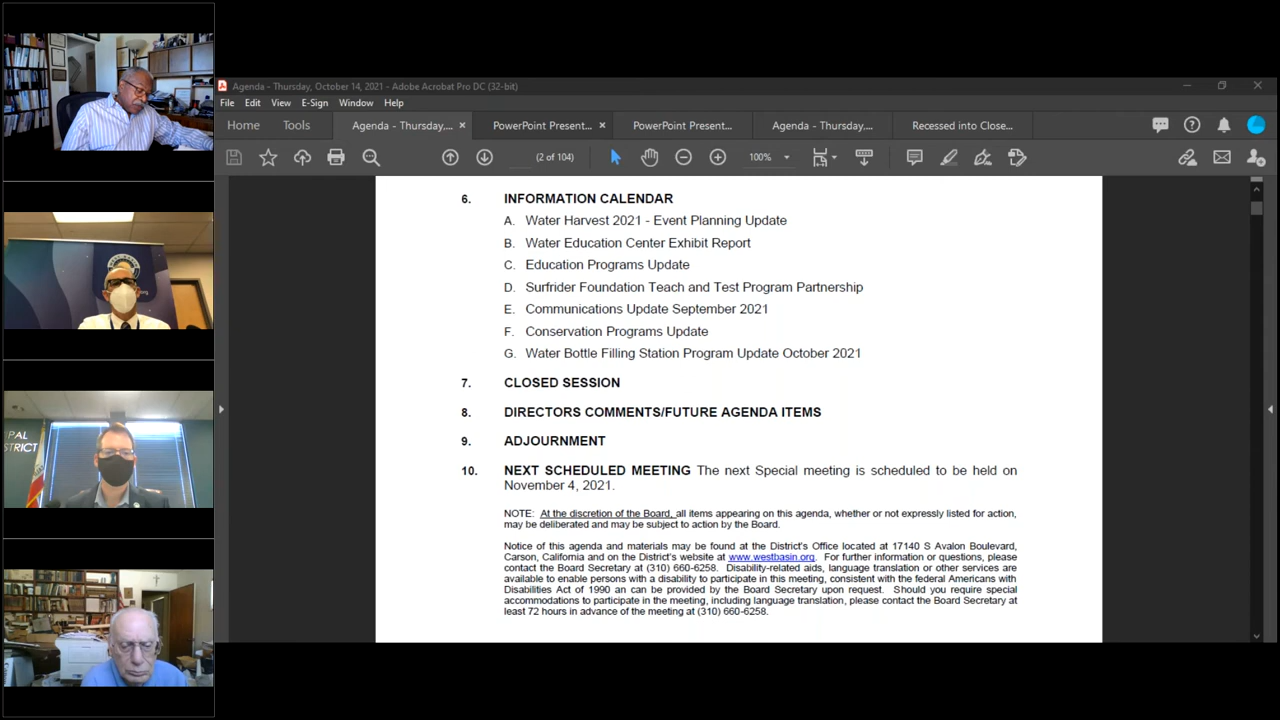 Agenda - Thursday, October 14, 2021 - Adobe Acrobat Pro DC (32-bit)
File Edit View E-Sign Window Help
Home Tools Agenda - Thursday,... × PowerPoint Present... × PowerPoint Present... Agenda - Thursday,... Recessed into Close...
(2 of 104) 100%
6. INFORMATION CALENDAR
A. Water Harvest 2021 - Event Planning Update
B. Water Education Center Exhibit Report
C. Education Programs Update
D. Surfrider Foundation Teach and Test Program Partnership
E. Communications Update September 2021
F. Conservation Programs Update
G. Water Bottle Filling Station Program Update October 2021
7. CLOSED SESSION
8. DIRECTORS COMMENTS/FUTURE AGENDA ITEMS
9. ADJOURNMENT
10. NEXT SCHEDULED MEETING The next Special meeting is scheduled to be held on
November 4, 2021.
NOTE: At the discretion of the Board, all items appearing on this agenda, whether or not expressly listed for action,
may be deliberated and may be subject to action by the Board.
Notice of this agenda and materials may be found at the District's Office located at 17140 S Avalon Boulevard,
Carson, California and on the District's website at www.westbasin.org. For further information or questions, please
contact the Board Secretary at (310) 660-6258. Disability-related aids, language translation or other services are
available to enable persons with a disability to participate in this meeting, consistent with the federal Americans with
Disabilities Act of 1990 an can be provided by the Board Secretary upon request. Should you require special
accommodations to participate in the meeting, including language translation, please contact the Board Secretary at
least 72 hours in advance of the meeting at (310) 660-6258.
PAL
STRICT